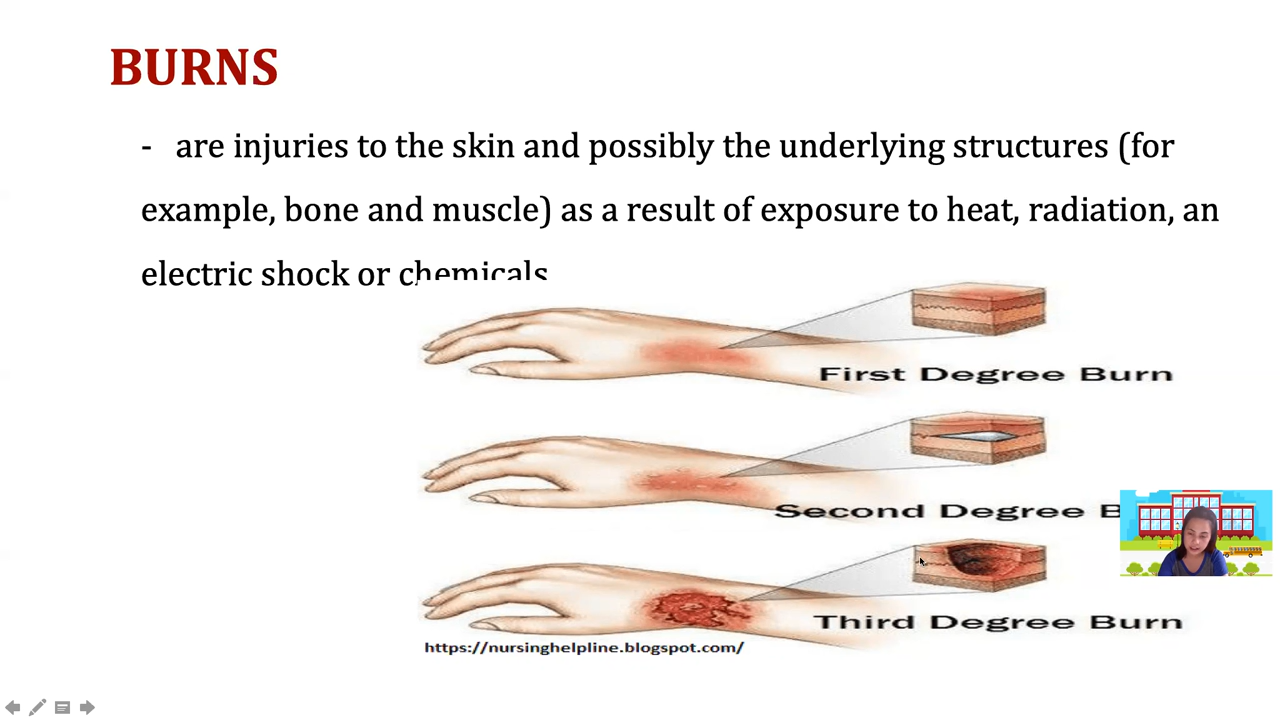 BURNS
- are injuries to the skin and possibly the underlying structures (for
example, bone and muscle) as a result of exposure to heat, radiation, an
electric shock or chemicals
First Degree Burn
Second Degree B
Third Degree Burn
https://nursinghelpline.blogspot.com/